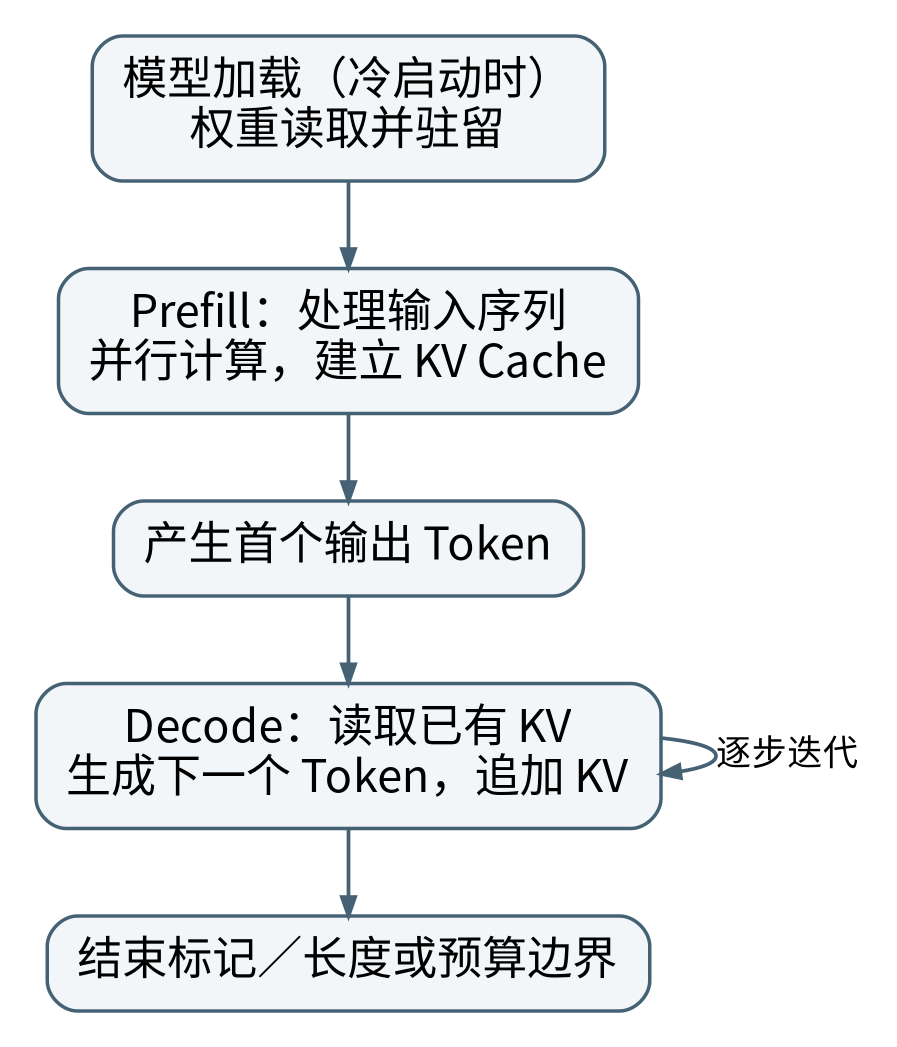 模型加载（冷启动时）
权重读取并驻留
Prefill：处理输入序列
并行计算，建立 KV Cache
产生首个输出 Token
Decode：读取已有 KV
生成下一个 Token，追加 KV
逐步迭代
结束标记／长度或预算边界